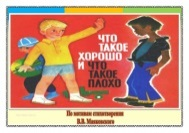 ЧТО
ТАКОЕ
ХОРОШО
И ЧТО
ТАКОЕ
ПЛОХО
По мотивам стихотворения
В.В. Маяковского